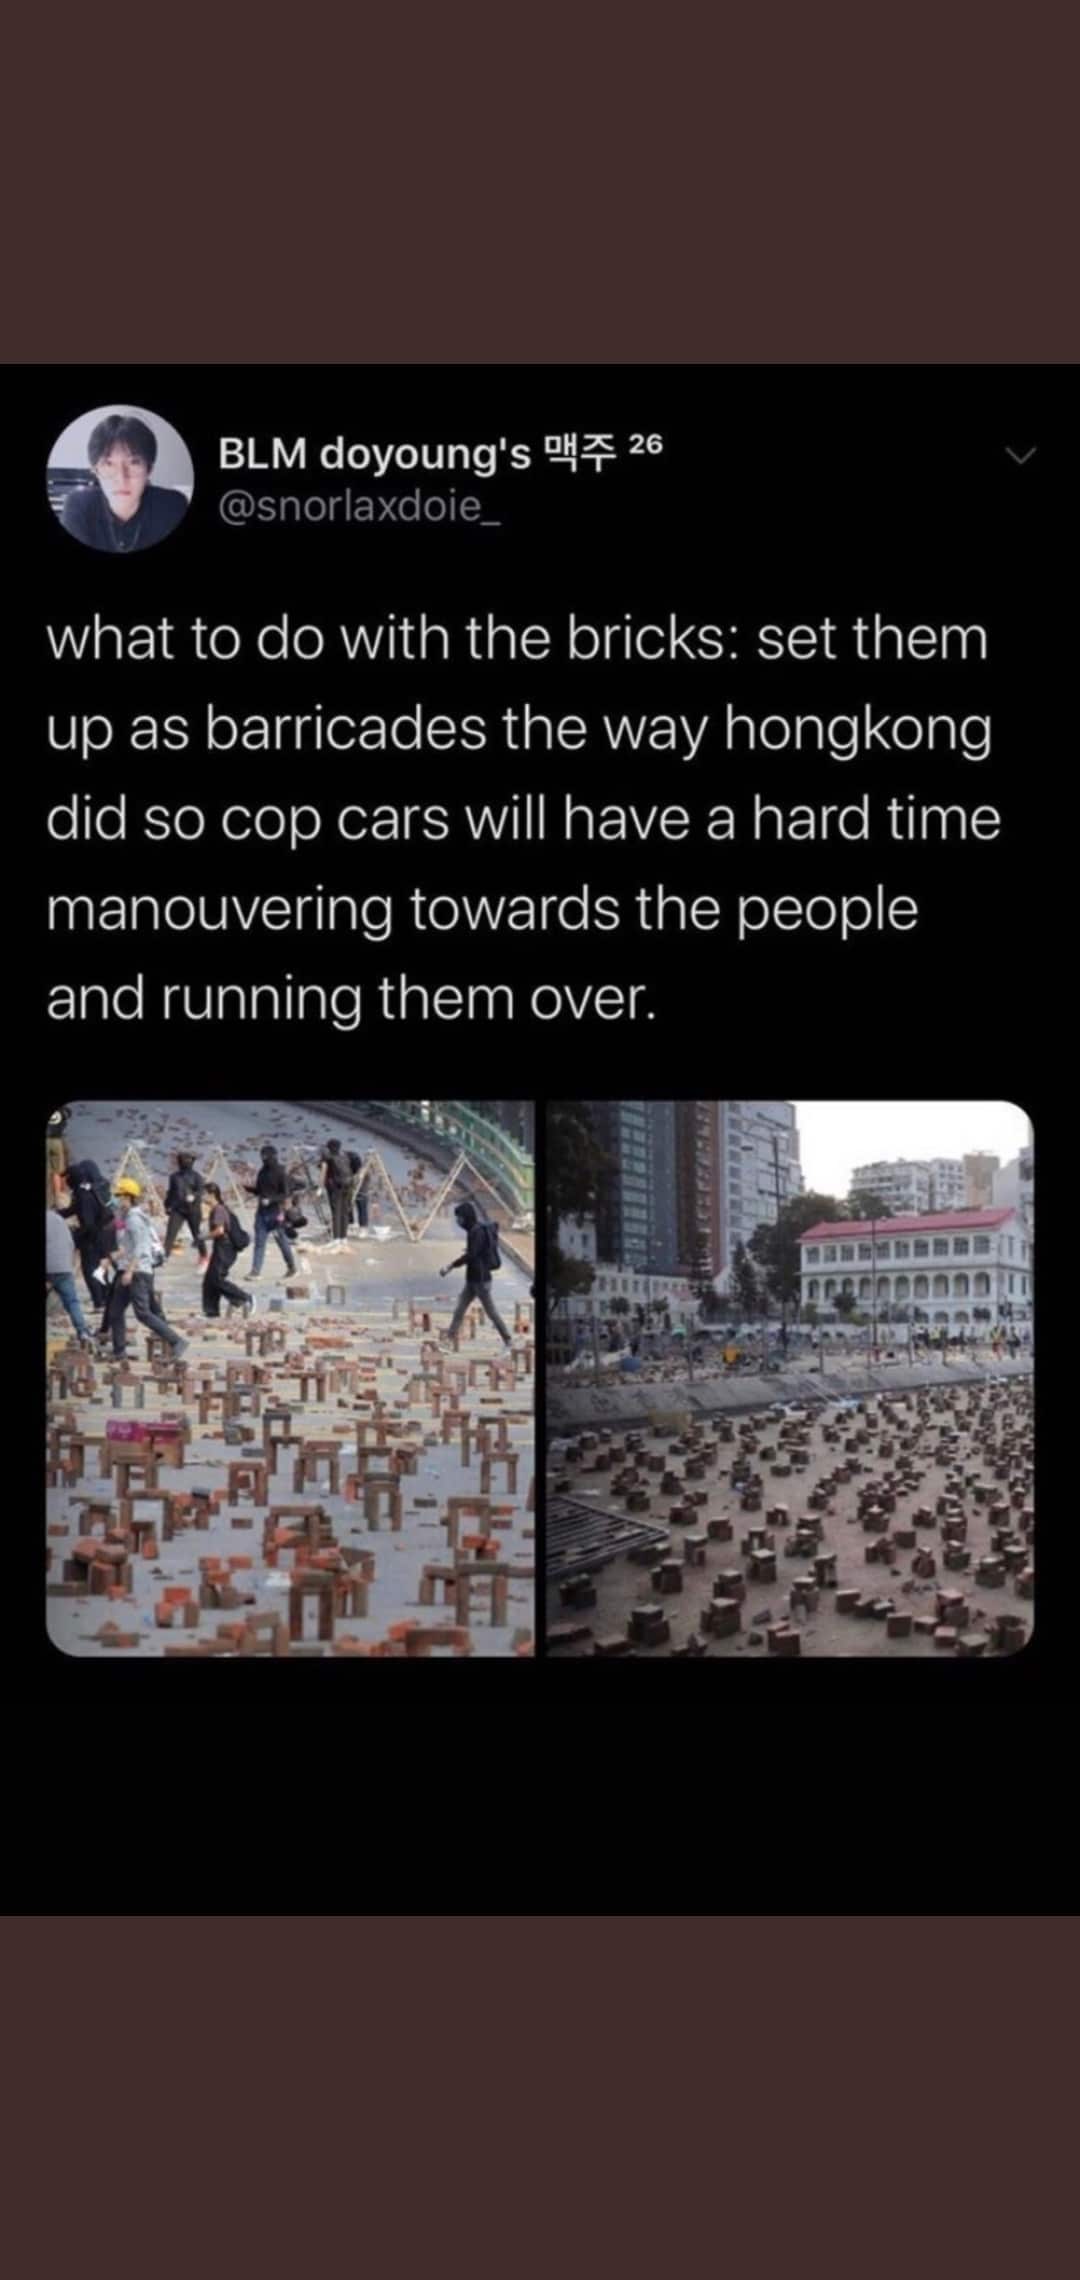 BLM doyoung's 맥주 ²⁶
@snorlaxdoie_
what to do with the bricks: set them
up as barricades the way hongkong
did so cop cars will have a hard time
manouvering towards the people
and running them over.